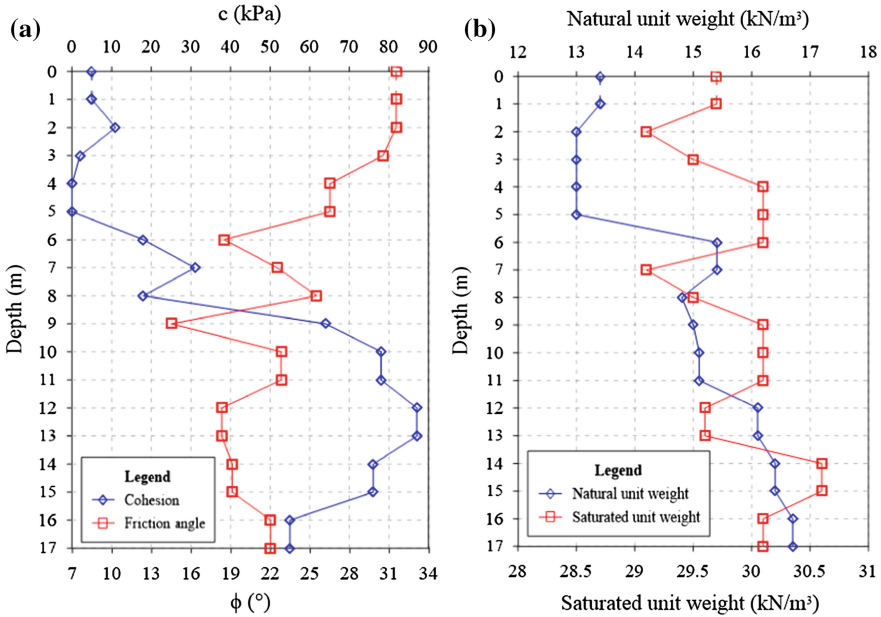 (a)
c (kPa)
0 10 20 30 40 50 60 70 80 90
Depth (m)
0
1
2
3
4
5
6
7
8
9
10
11
12
13
14
15
16
17
Legend
Cohesion
Friction angle
7 10 13 16 19 22 25 28 31 34
ϕ (°)
(b)
Natural unit weight (kN/m³)
12 13 14 15 16 17 18
Depth (m)
0
1
2
3
4
5
6
7
8
9
10
11
12
13
14
15
16
17
Legend
Natural unit weight
Saturated unit weight
28 28.5 29 29.5 30 30.5 31
Saturated unit weight (kN/m³)